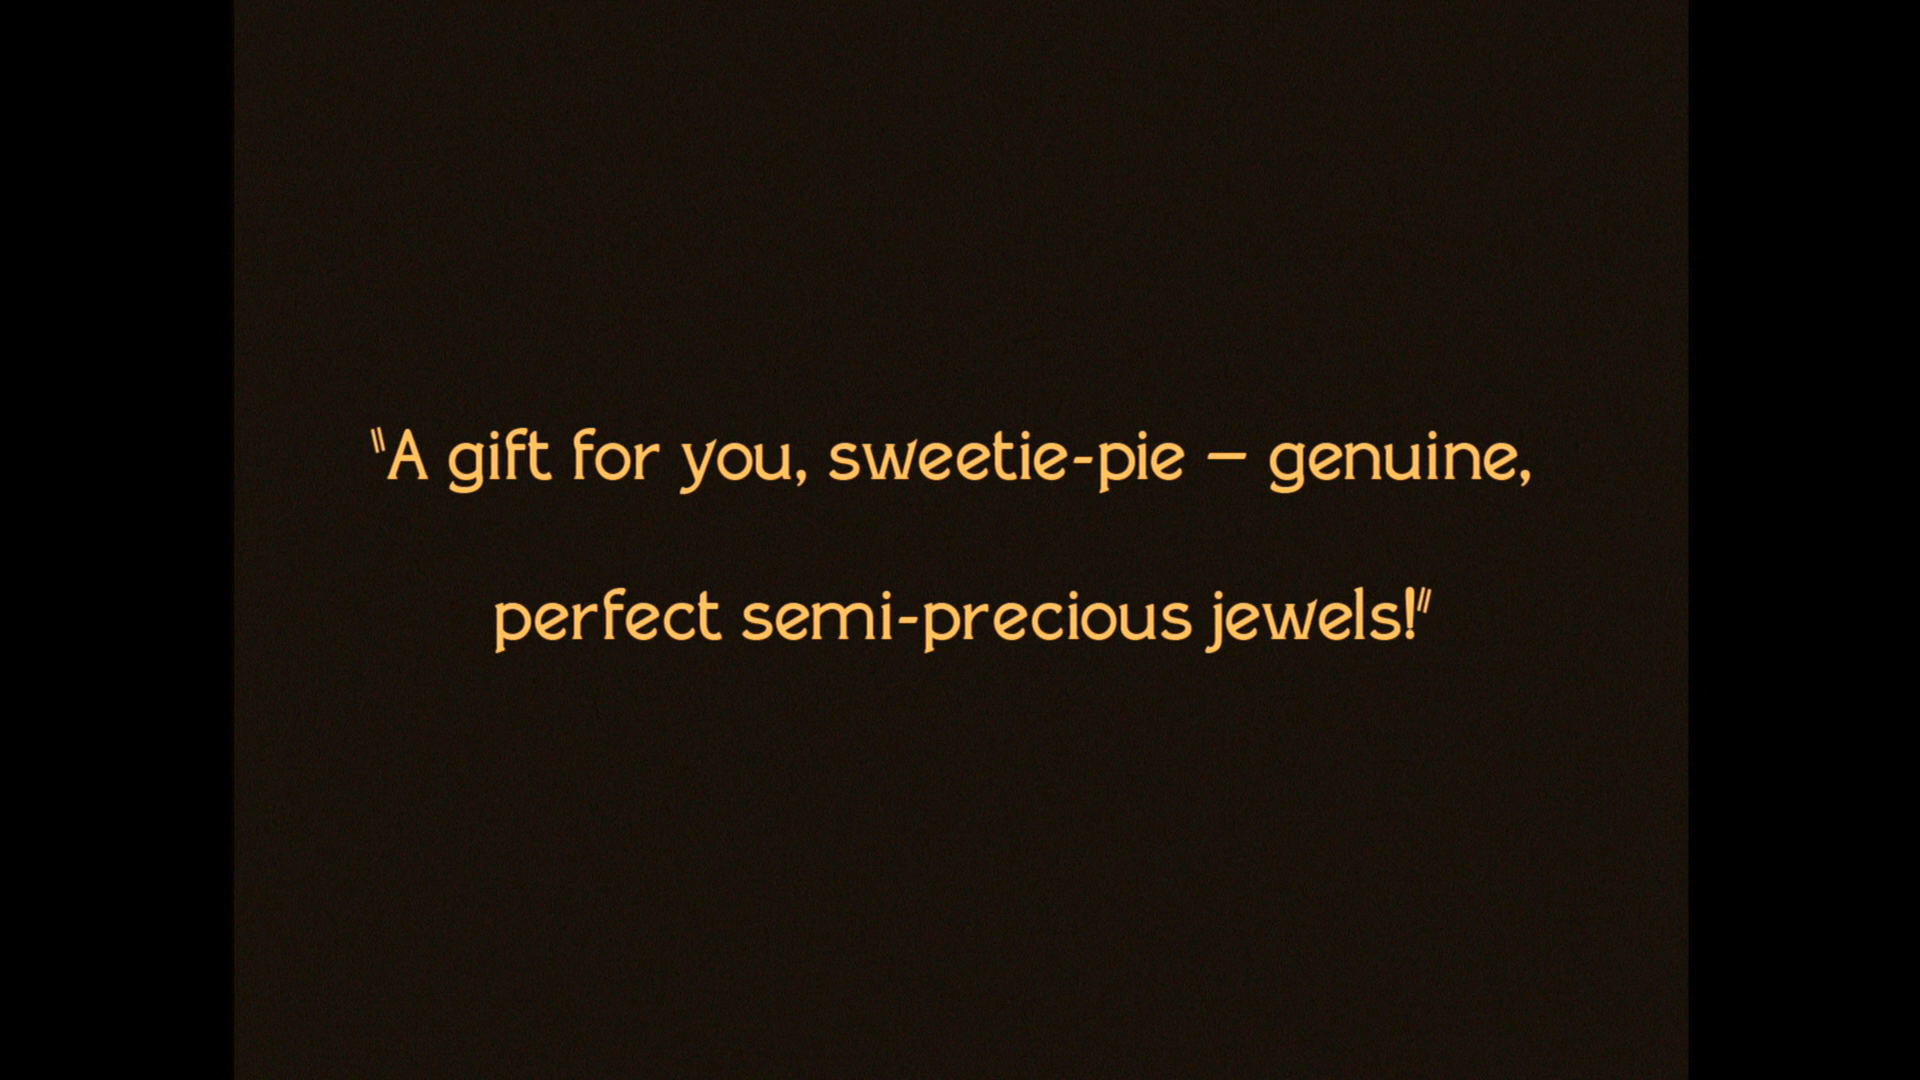 "A gift for you, sweetie-pie – genuine,
perfect semi-precious jewels!"